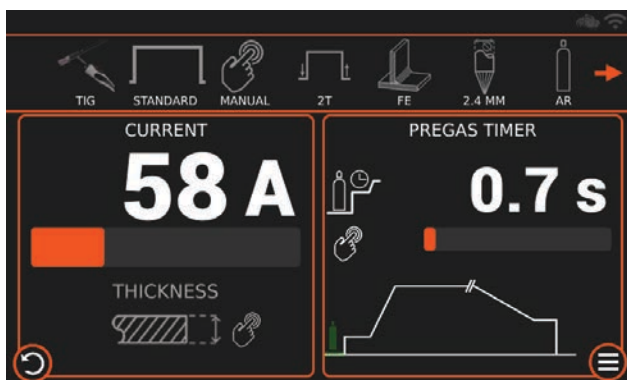 TIG STANDARD MANUAL 2T FE 2.4 MM AR
CURRENT
58 A
THICKNESS
PREGAS TIMER
0.7 s